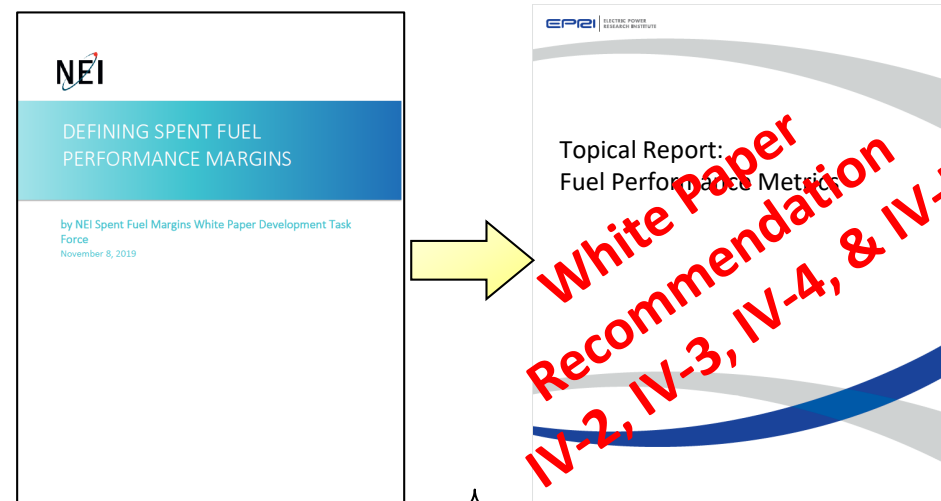 NEI
DEFINING SPENT FUEL
PERFORMANCE MARGINS
by NEI Spent Fuel Margins White Paper Development Task
Force
November 8, 2019
EPRI
ELECTRIC POWER
RESEARCH INSTITUTE
Topical Report:
Fuel Performance Metrics
White Paper
Recommendation
IV-2, IV-3, IV-4, & IV-